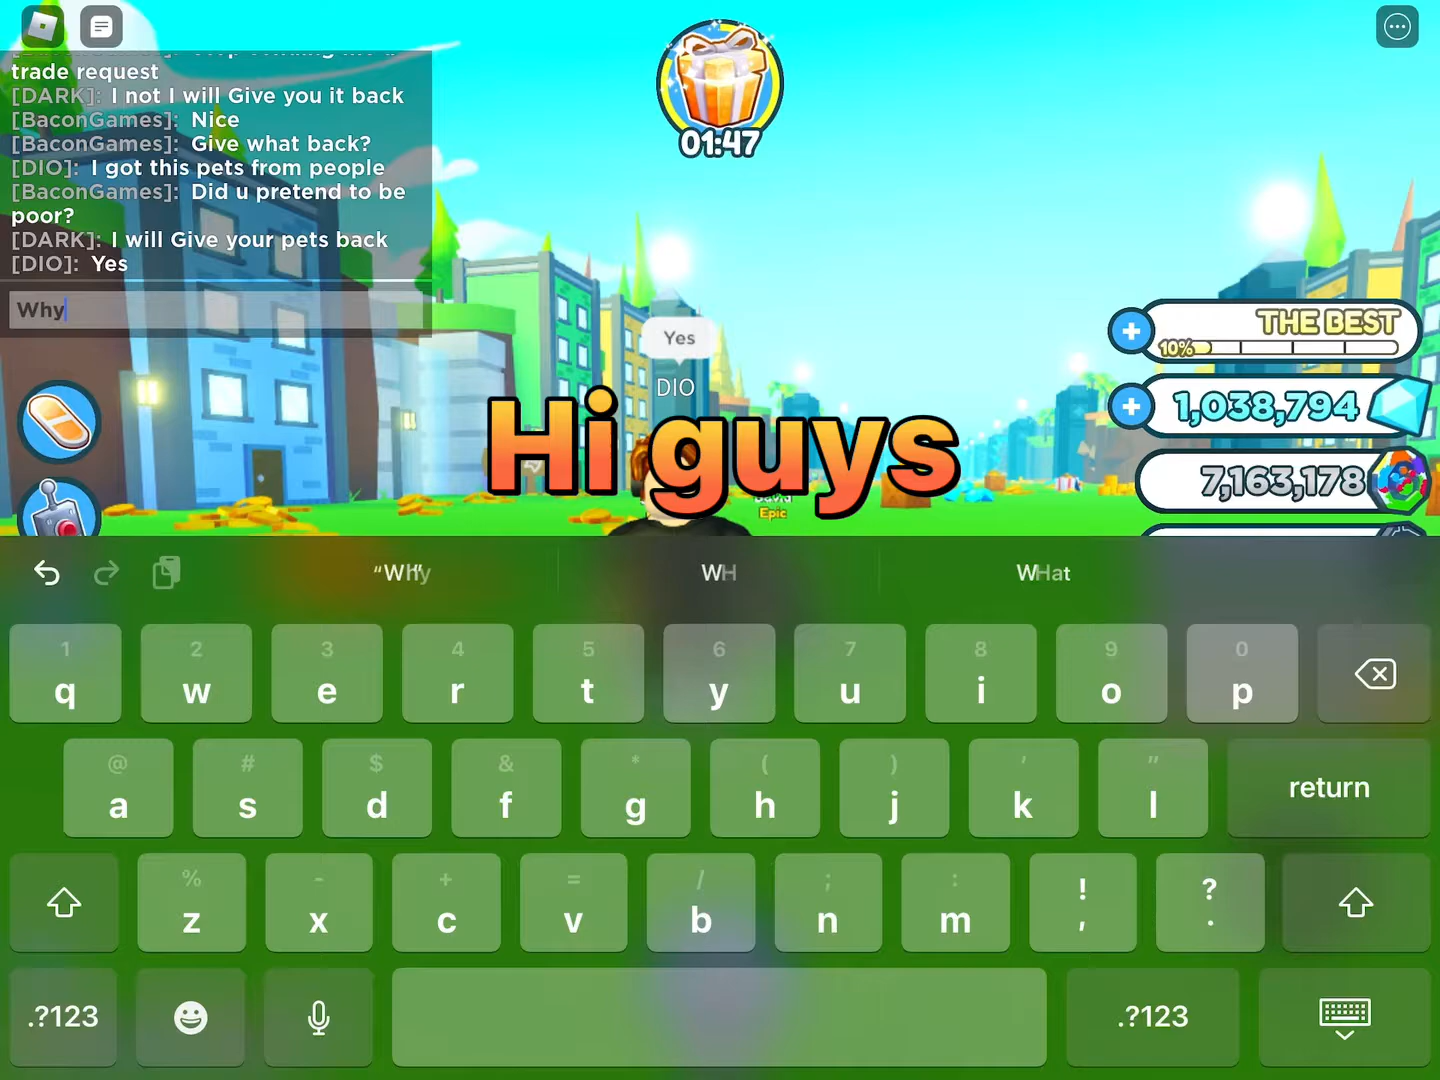 trade request
[DARK]: I not I will Give you it back
[BaconGames]: Nice
[BaconGames]: Give what back?
[DIO]: I got this pets from people
[BaconGames]: Did u pretend to be
poor?
[DARK]: I will Give your pets back
[DIO]: Yes
Why
01:47
THE BEST
10%
1,038,794
7,163,178
Yes
DIO
Hi guys
Epic
WHat
1 2 3 4 5 6 7 8 9 0
q w e r t y u i o p
@ # $ & * ( ) ' "
a s d f g h j k l return
% - + = / ; : ! ?
z x c v b n m , .
.?123 .?123